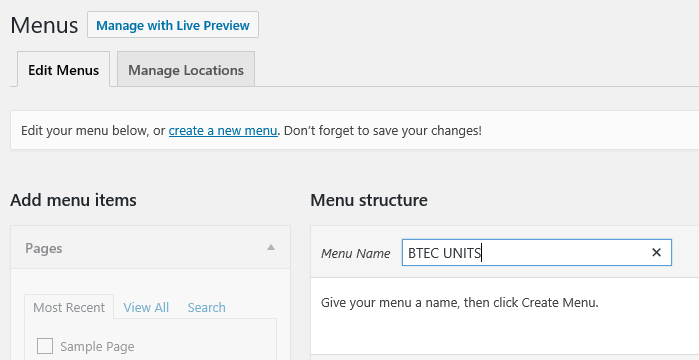 Menus Manage with Live Preview
Edit Menus Manage Locations
Edit your menu below, or create a new menu. Don't forget to save your changes!
Add menu items Menu structure
Pages
Menu Name BTEC UNITS
Most Recent View All Search
Give your menu a name, then click Create Menu.
Sample Page